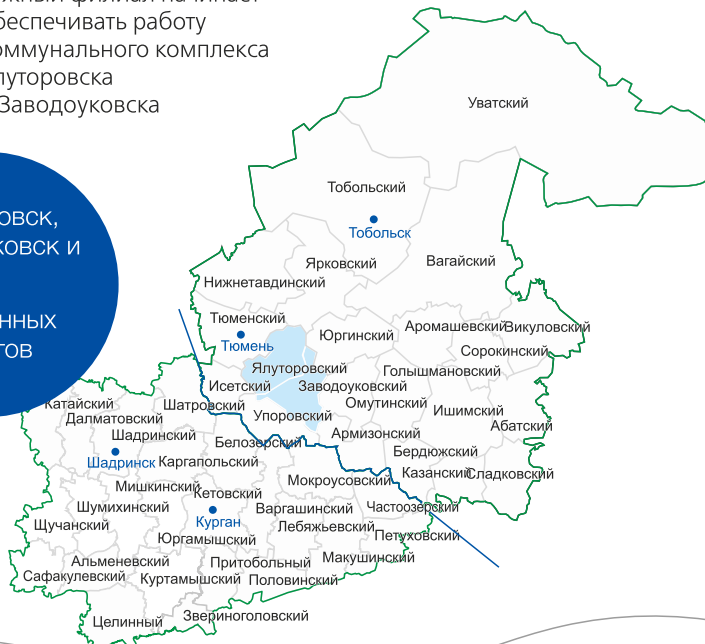 беспечивать работу
оммунального комплекса
луторовска
Заводоуковска
овск,
ковск и
нных
тов
Уватский
Тобольский
Тобольск
Вагайский
Ярковский
Нижнетавдинский
Тюменский
Тюмень
Юргинский
Аромашевский
Викуловский
Сорокинский
Ялуторовский
Голышмановский
Исетский
Заводоуковский
Омутинский
Упоровский
Ишимский
Абатский
Армизонский
Бердюжский
Казанский
Сладковский
Катайский
Далматовский
Шатровский
Шадринский
Белозерский
Шадринск
Каргапольский
Мокроусовский
Мишкинский
Кетовский
Частоозерский
Шумихинский
Варгашинский
Курган
Лебяжьевский
Щучанский
Юргамышский
Петуховский
Макушинский
Альменевский
Притобольный
Сафакулевский
Куртамышский
Половинский
Целинный
Звериноголовский